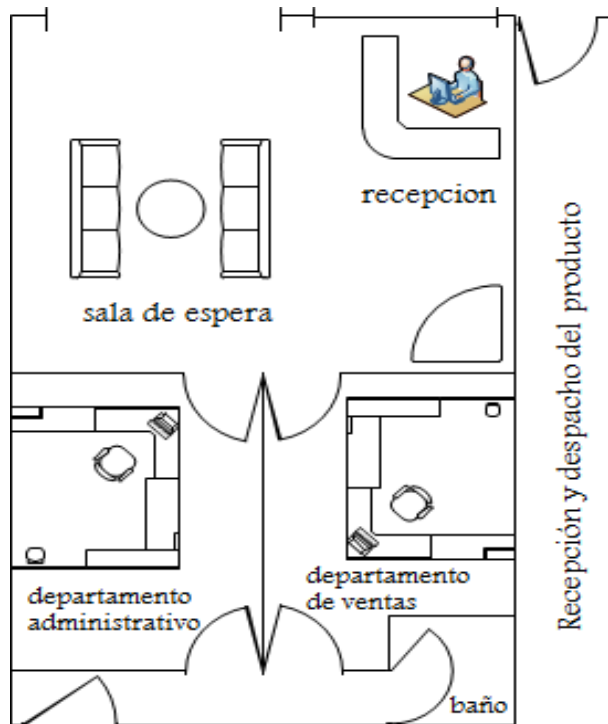 recepcion
sala de espera
Recepción y despacho del producto
departamento
de ventas
departamento
administrativo
baño